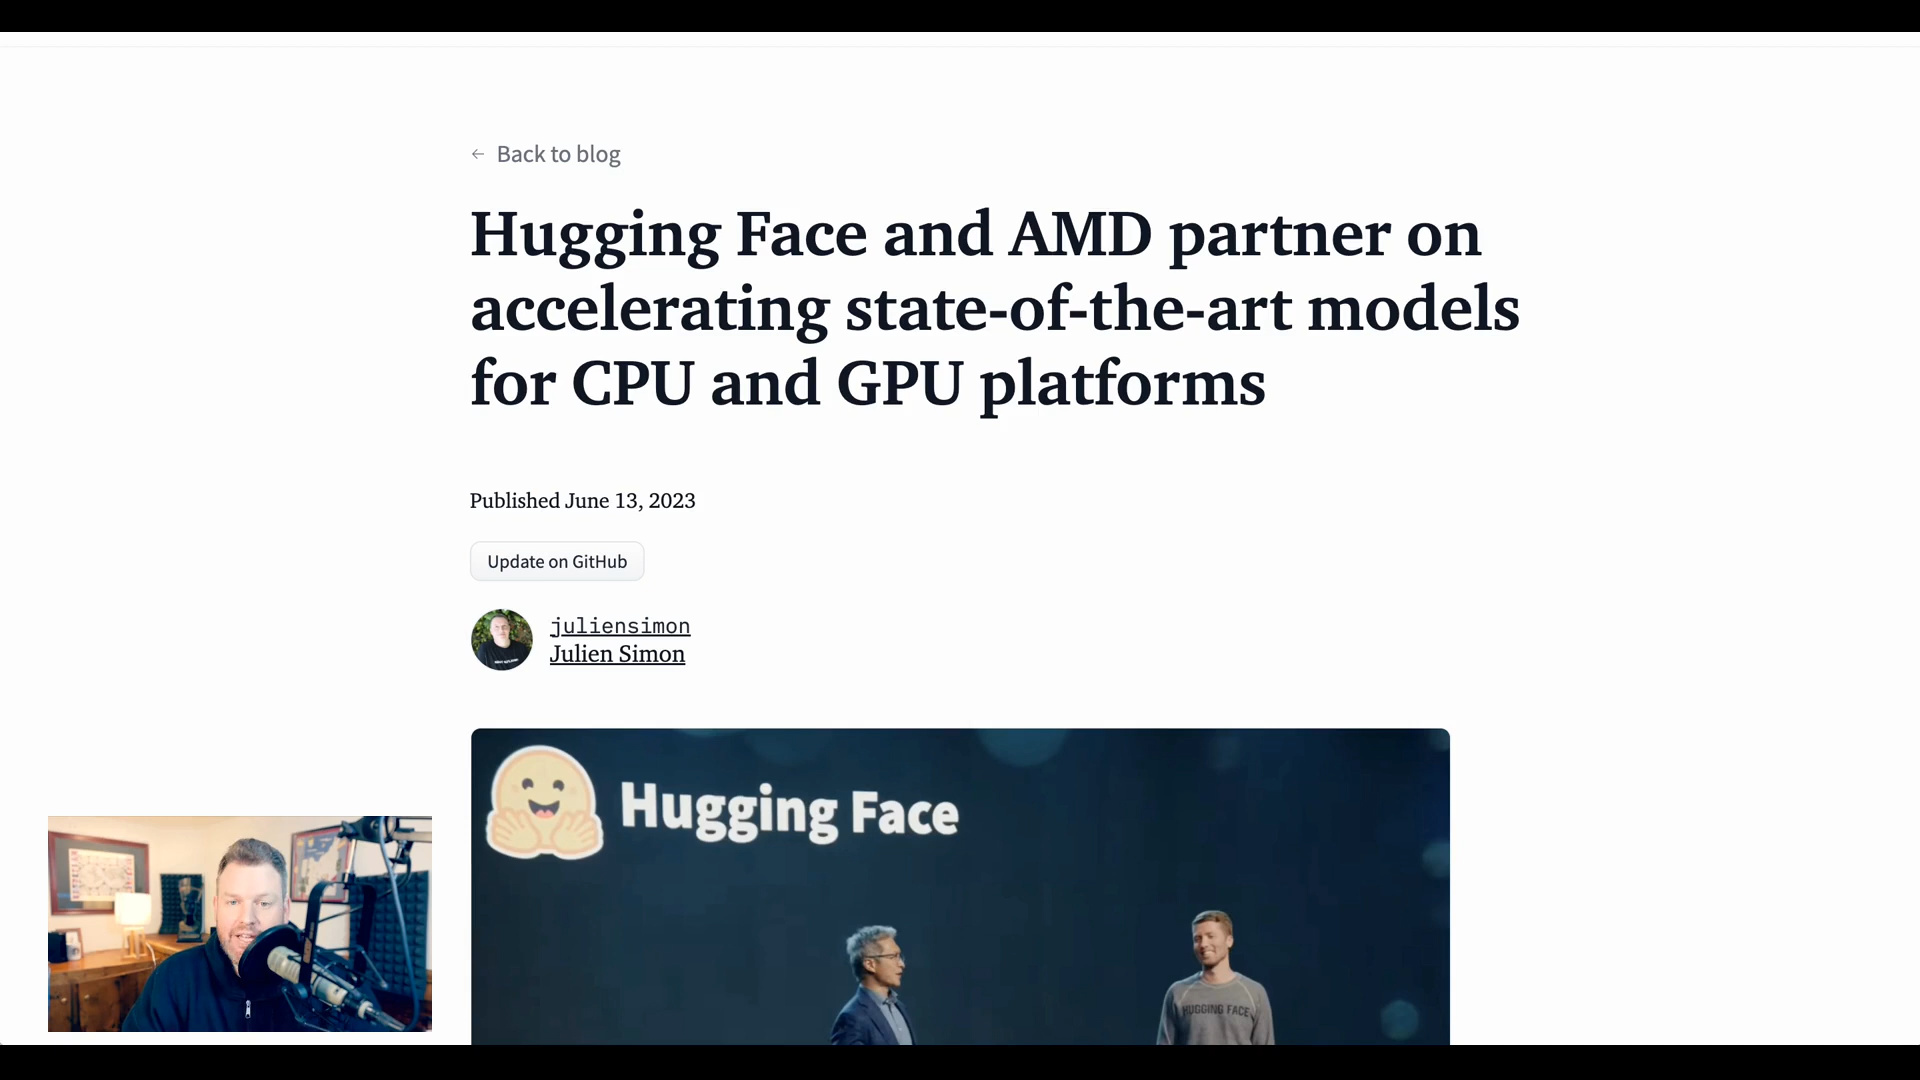 ← Back to blog
Hugging Face and AMD partner on
accelerating state-of-the-art models
for CPU and GPU platforms
Published June 13, 2023
Update on GitHub
juliensimon
Julien Simon
Hugging Face
HUGGING FACE